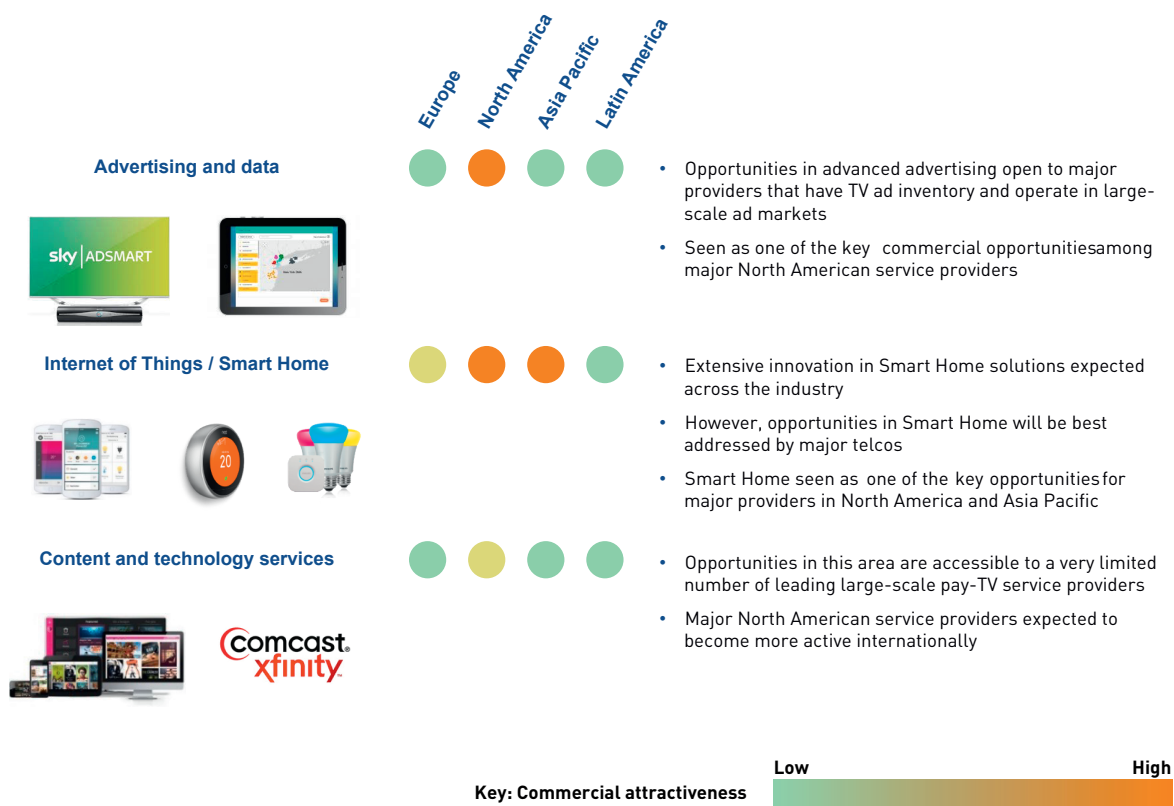 Europe
North America
Asia Pacific
Latin America
Advertising and data
sky ADSMART
• Opportunities in advanced advertising open to major
providers that have TV ad inventory and operate in large-
scale ad markets
• Seen as one of the key commercial opportunitiesamong
major North American service providers
Internet of Things / Smart Home
20
• Extensive innovation in Smart Home solutions expected
across the industry
• However, opportunities in Smart Home will be best
addressed by major telcos
• Smart Home seen as one of the key opportunities for
major providers in North America and Asia Pacific
Content and technology services
comcast.
xfinity
• Opportunities in this area are accessible to a very limited
number of leading large-scale pay-TV service providers
• Major North American service providers expected to
become more active internationally
Low
High
Key: Commercial attractiveness